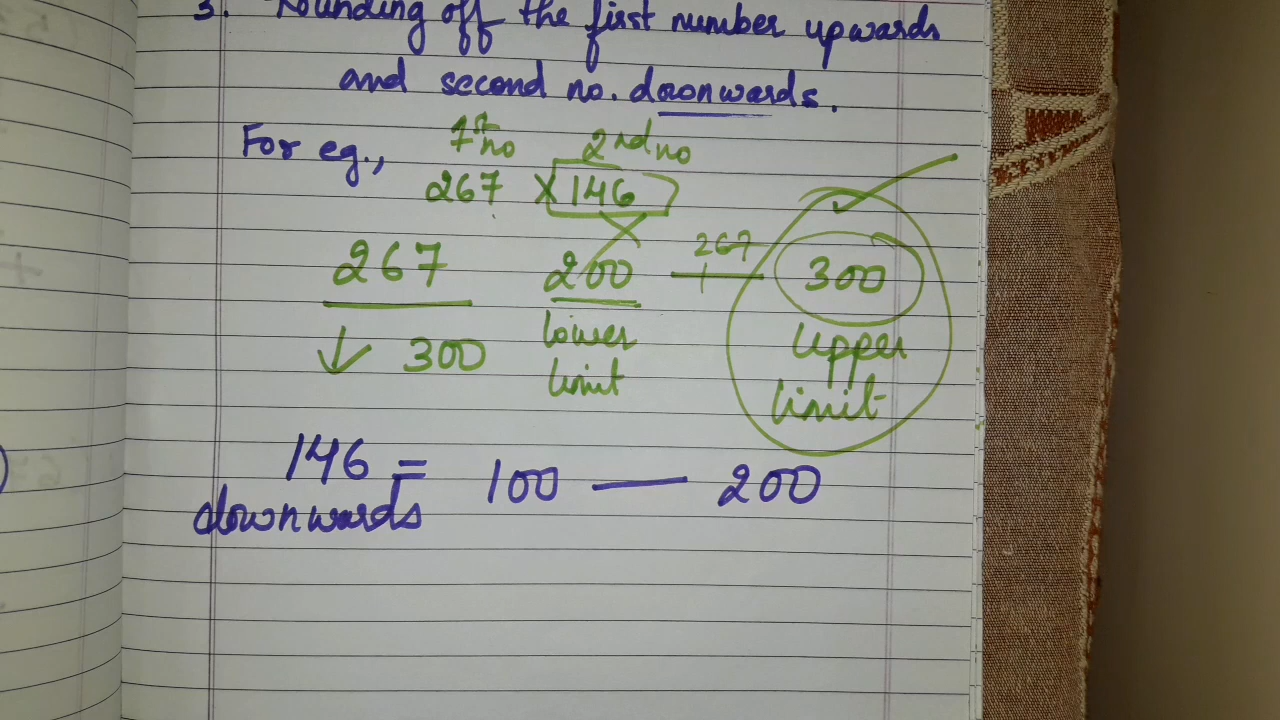 3. Rounding off the first number upwards
and second no. daonwards.
For eg., 1st no 2nd no
267 X 146
267 200 267 300
↓ 300 lower limit upper limit
146 = 100 — 200
downwards